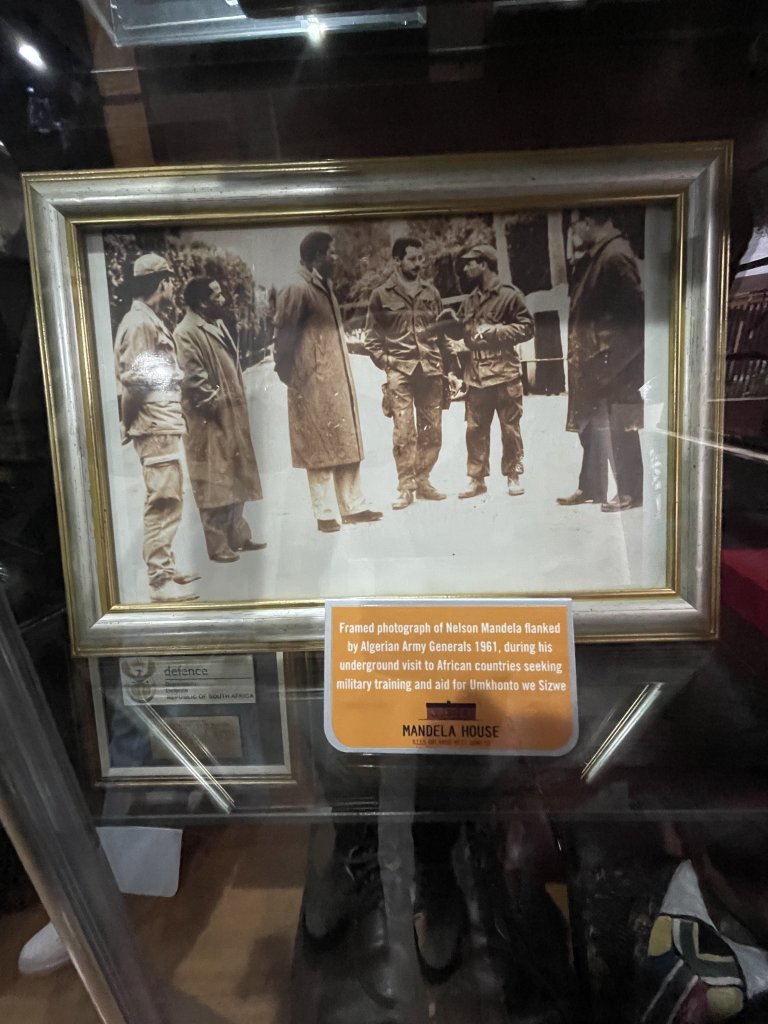 Framed photograph of Nelson Mandela flanked
by Algerian Army Generals 1961, during his
underground visit to African countries seeking
military training and aid for Umkhonto we Sizwe
MANDELA HOUSE
defence
REPUBLIC OF SOUTH AFRICA